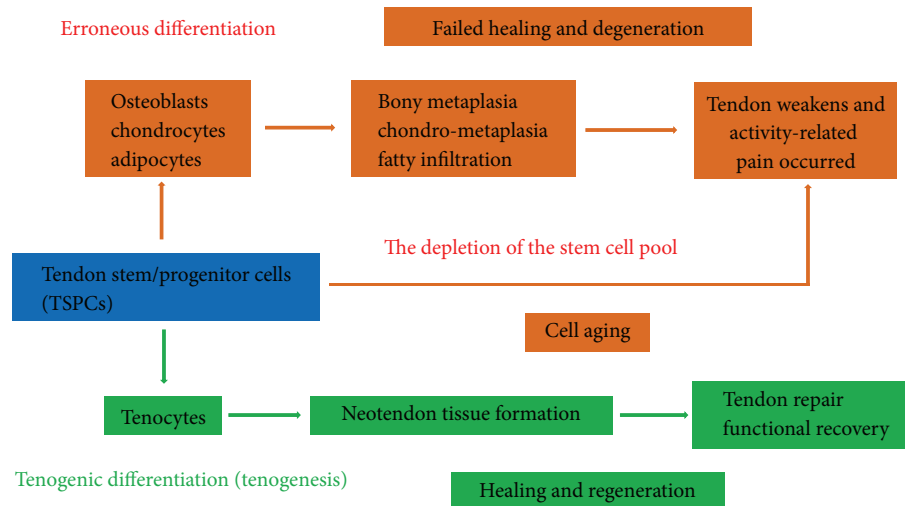 Erroneous differentiation
Failed healing and degeneration
Osteoblasts
chondrocytes
adipocytes
Bony metaplasia
chondro-metaplasia
fatty infiltration
Tendon weakens and
activity-related
pain occurred
The depletion of the stem cell pool
Tendon stem/progenitor cells
(TSPCs)
Cell aging
Tenocytes
Neotendon tissue formation
Tendon repair
functional recovery
Tenogenic differentiation (tenogenesis)
Healing and regeneration